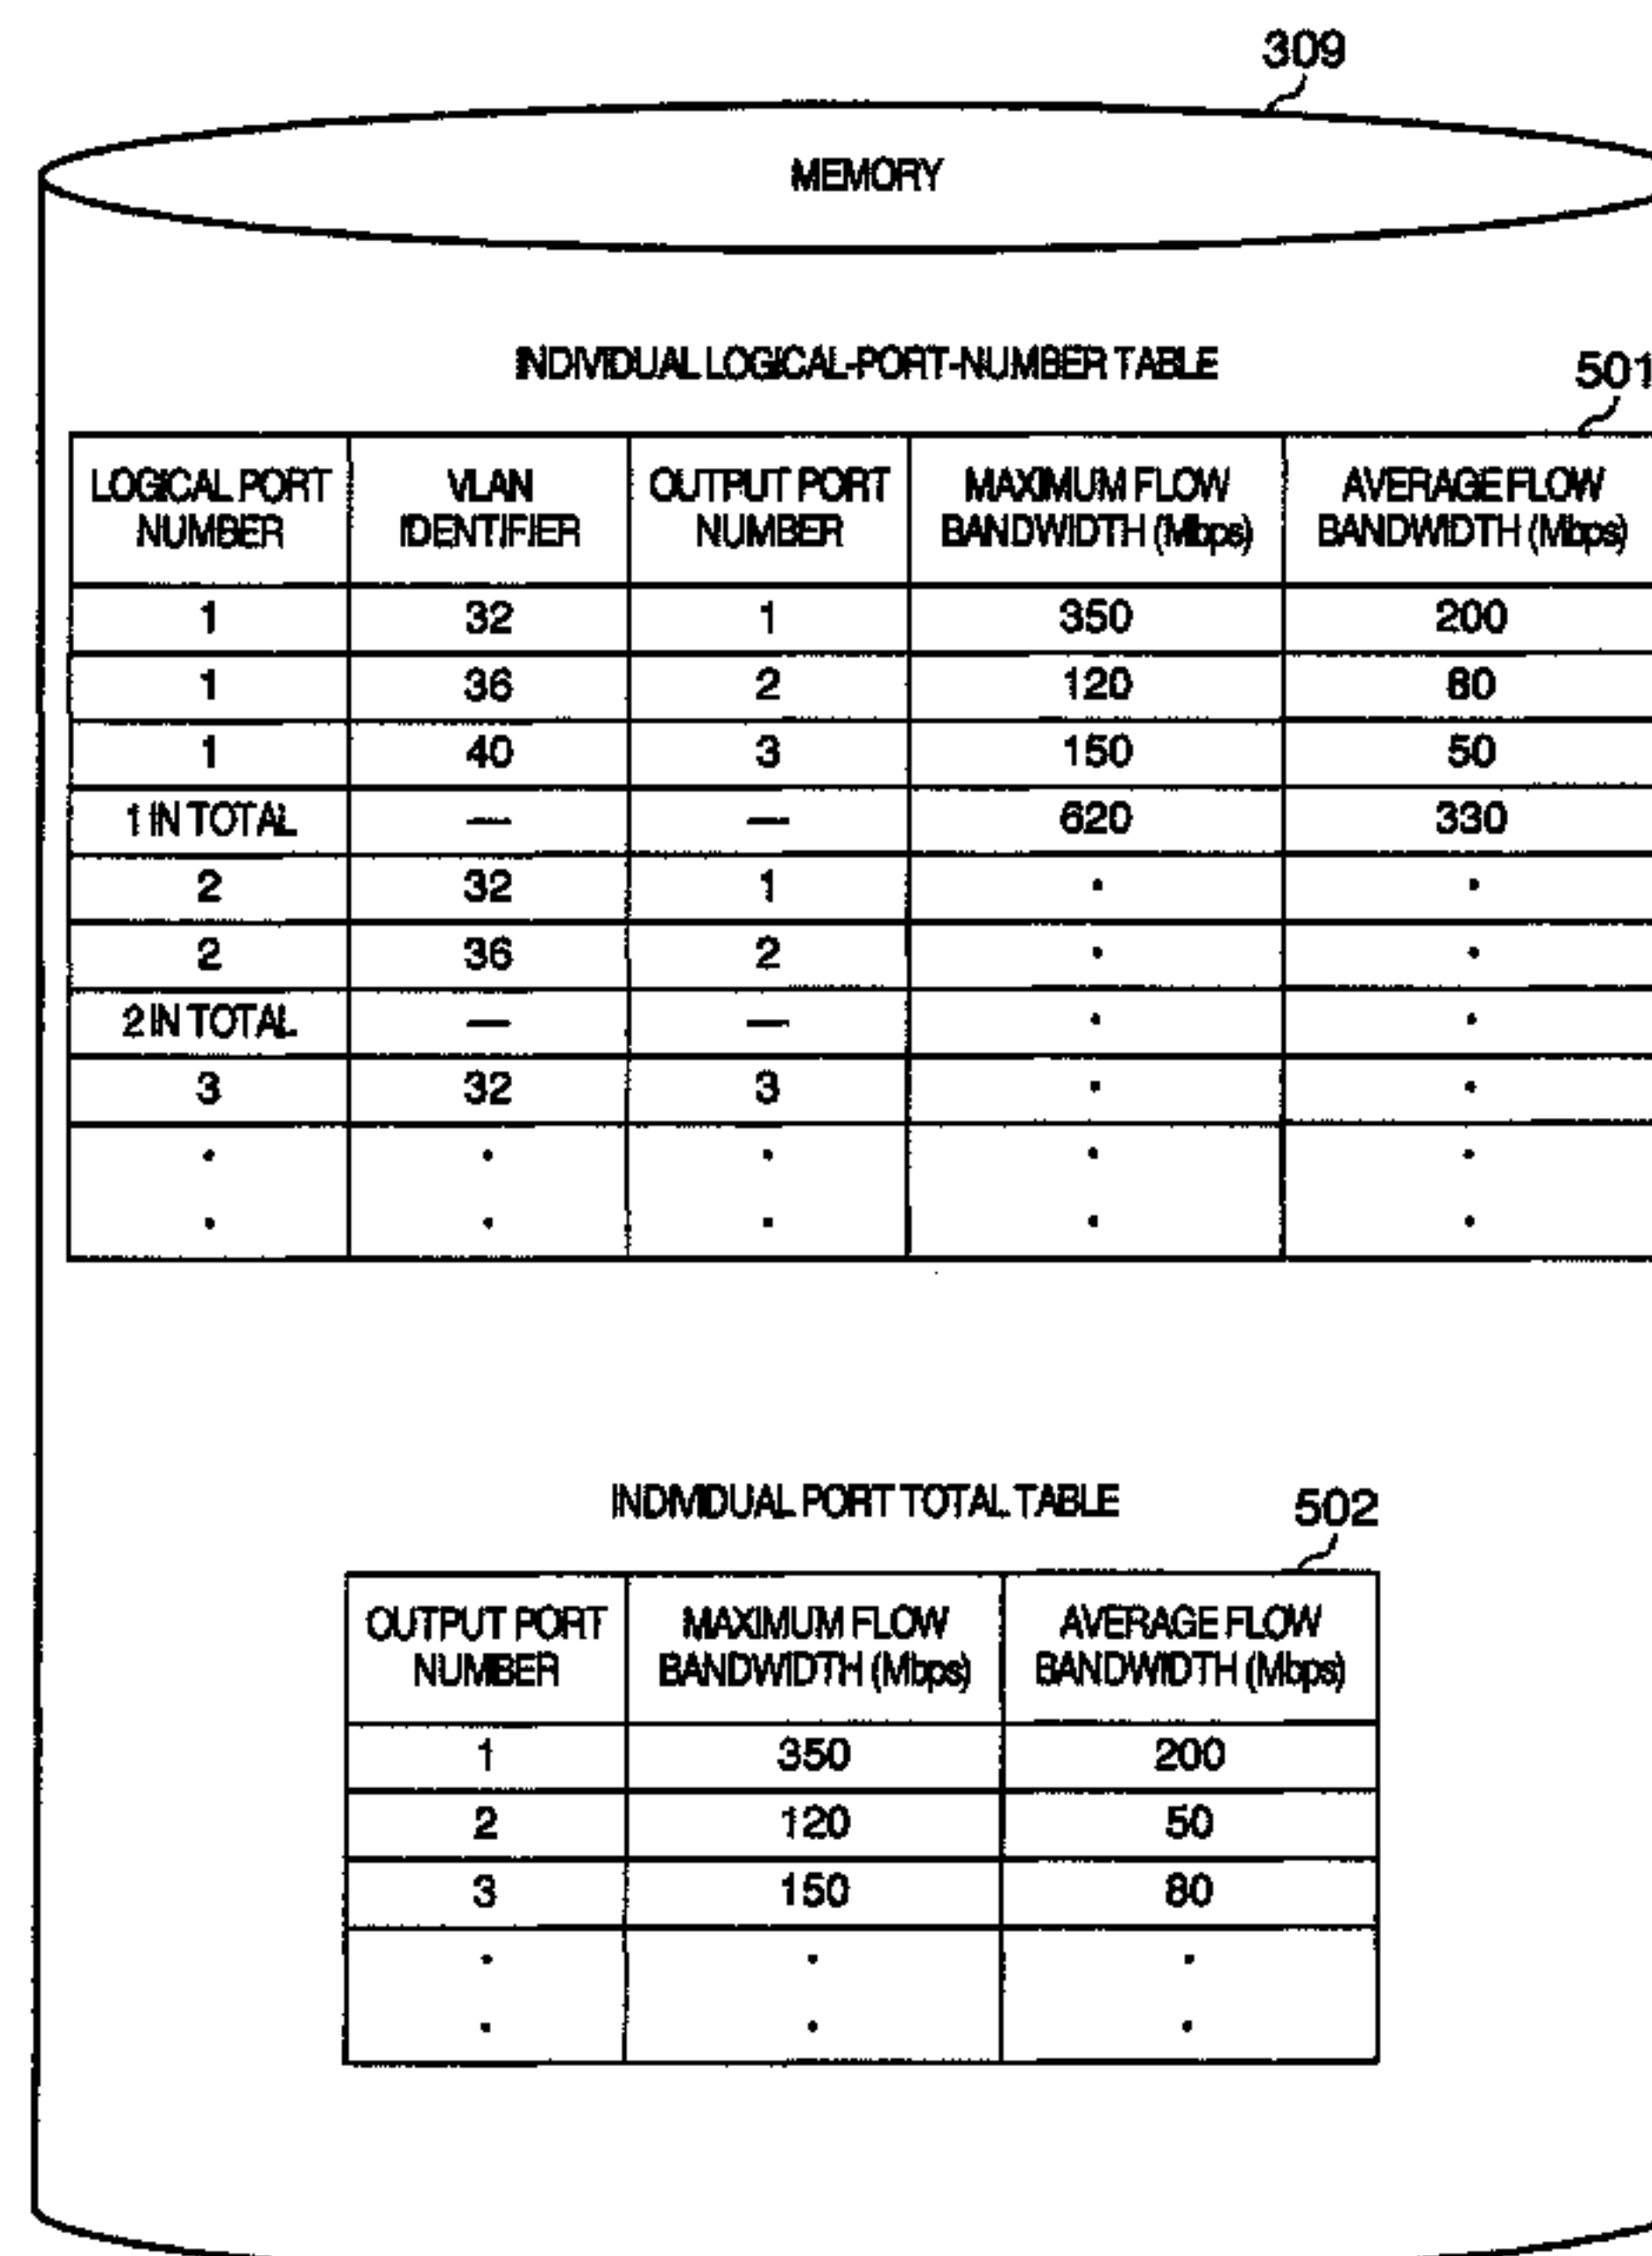 309
MEMORY
INDIVIDUAL LOGICAL-PORT-NUMBER TABLE
501
LOGICAL PORT NUMBER VLAN IDENTIFIER OUTPUT PORT NUMBER MAXIMUM FLOW BANDWIDTH (Mbps) AVERAGE FLOW BANDWIDTH (Mbps)
1 32 1 350 200
1 36 2 120 80
1 40 3 150 50
1 IN TOTAL — — 620 330
2 32 1 • •
2 36 2 • •
2 IN TOTAL — — • •
3 32 3 • •
• • • • •
• • • • •
INDIVIDUAL PORT TOTAL TABLE
502
OUTPUT PORT NUMBER MAXIMUM FLOW BANDWIDTH (Mbps) AVERAGE FLOW BANDWIDTH (Mbps)
1 350 200
2 120 50
3 150 80
• • •
• • •